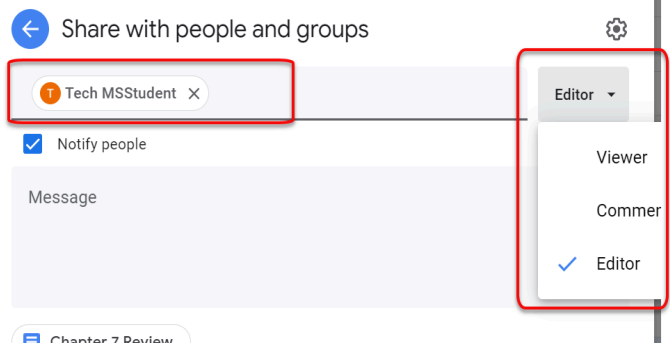 Share with people and groups
T Tech MSStudent
Editor
Notify people
Viewer
Message
Commer
Editor
Chapter 7 Review